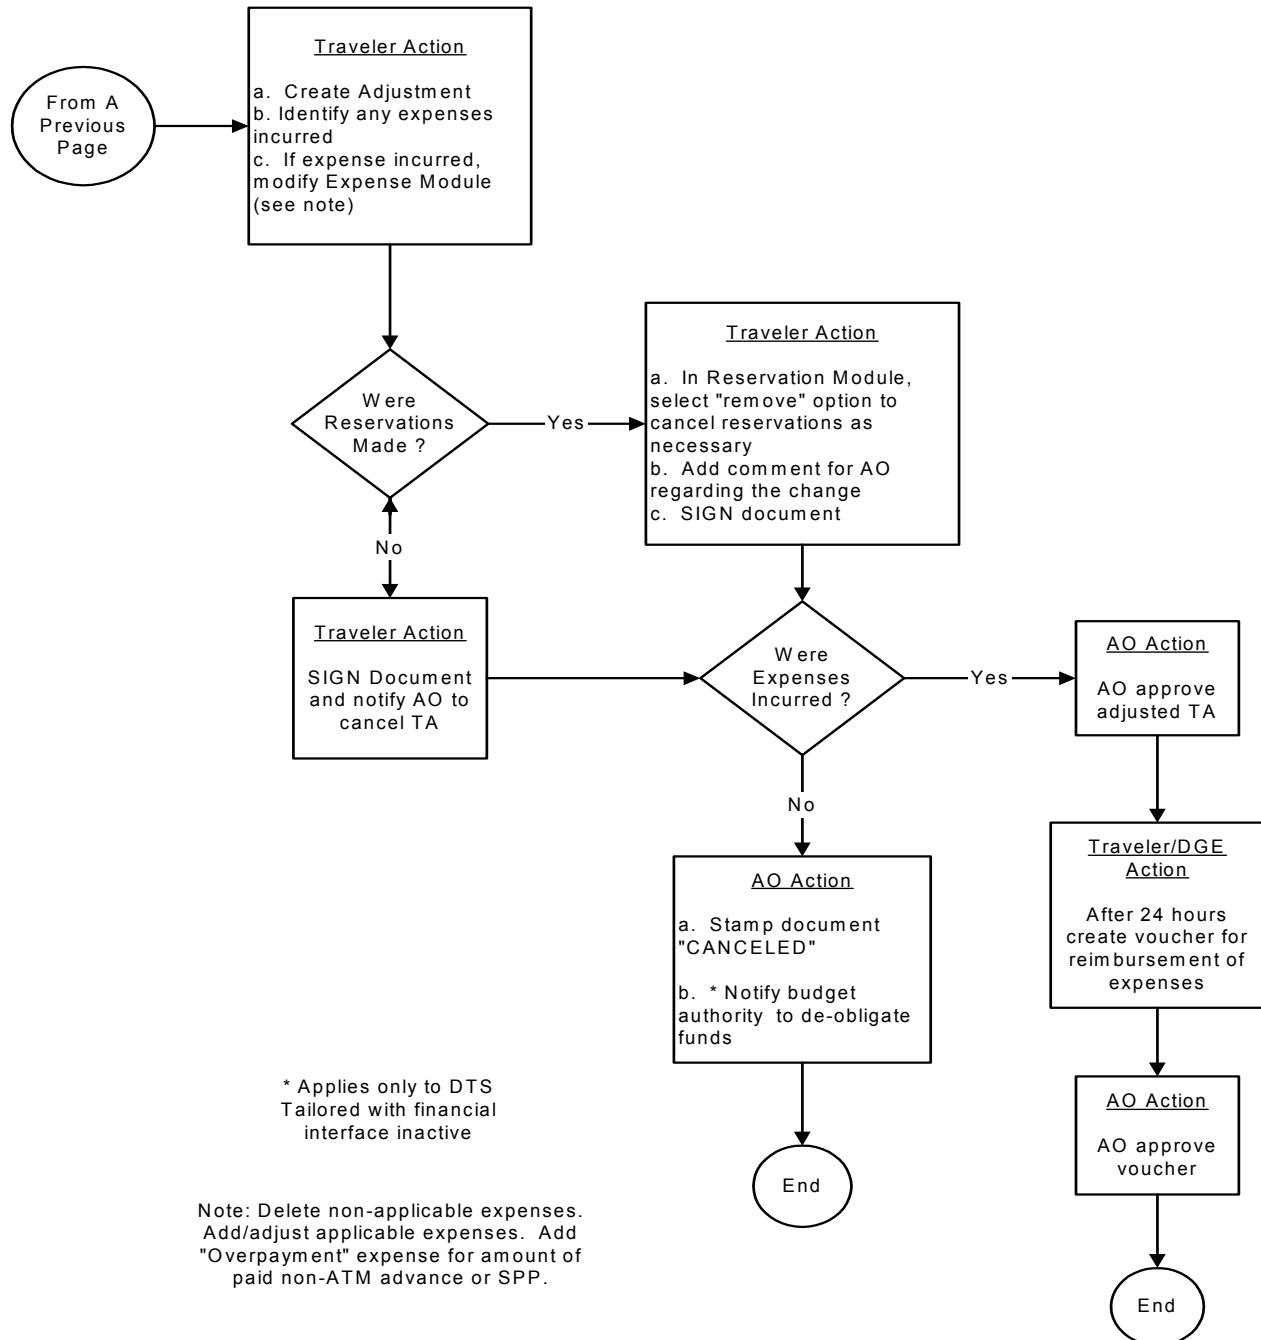 Traveler Action
a. Create Adjustment
b. Identify any expenses
incurred
c. If expense incurred,
modify Expense Module
(see note)
From A
Previous
Page
Traveler Action
a. In Reservation Module,
select "remove" option to
cancel reservations as
necessary
b. Add comment for AO
regarding the change
c. SIGN document
Were
Reservations
Made ?
Yes
No
Traveler Action
SIGN Document
and notify AO to
cancel TA
Were
Expenses
Incurred ?
Yes
AO Action
AO approve
adjusted TA
No
AO Action
a. Stamp document
"CANCELED"
b. * Notify budget
authority to de-obligate
funds
Traveler/DGE
Action
After 24 hours
create voucher for
reimbursement of
expenses
AO Action
AO approve
voucher
* Applies only to DTS
Tailored with financial
interface inactive
End
Note: Delete non-applicable expenses.
Add/adjust applicable expenses. Add
"Overpayment" expense for amount of
paid non-ATM advance or SPP.
End